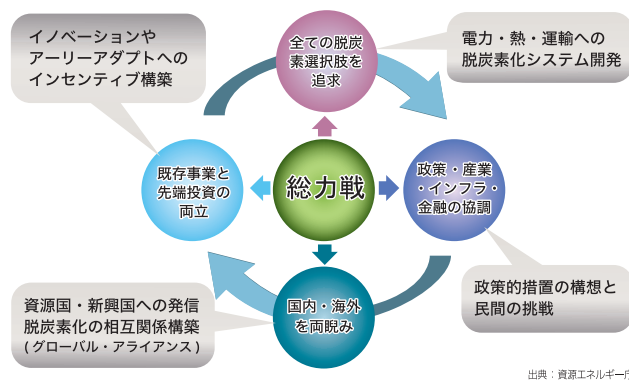 イノベーションや
アーリーアダプトへの
インセンティブ構築
全ての脱炭
素選択肢を
追求
電力・熱・運輸への
脱炭素化システム開発
既存事業と
先端投資の
両立
総力戦
政策・産業
・インフラ・
金融の協調
資源国・新興国への発信
脱炭素化の相互関係構築
(グローバル・アライアンス)
国内・海外
を両睨み
政策的措置の構想と
民間の挑戦
出典：資源エネルギー庁